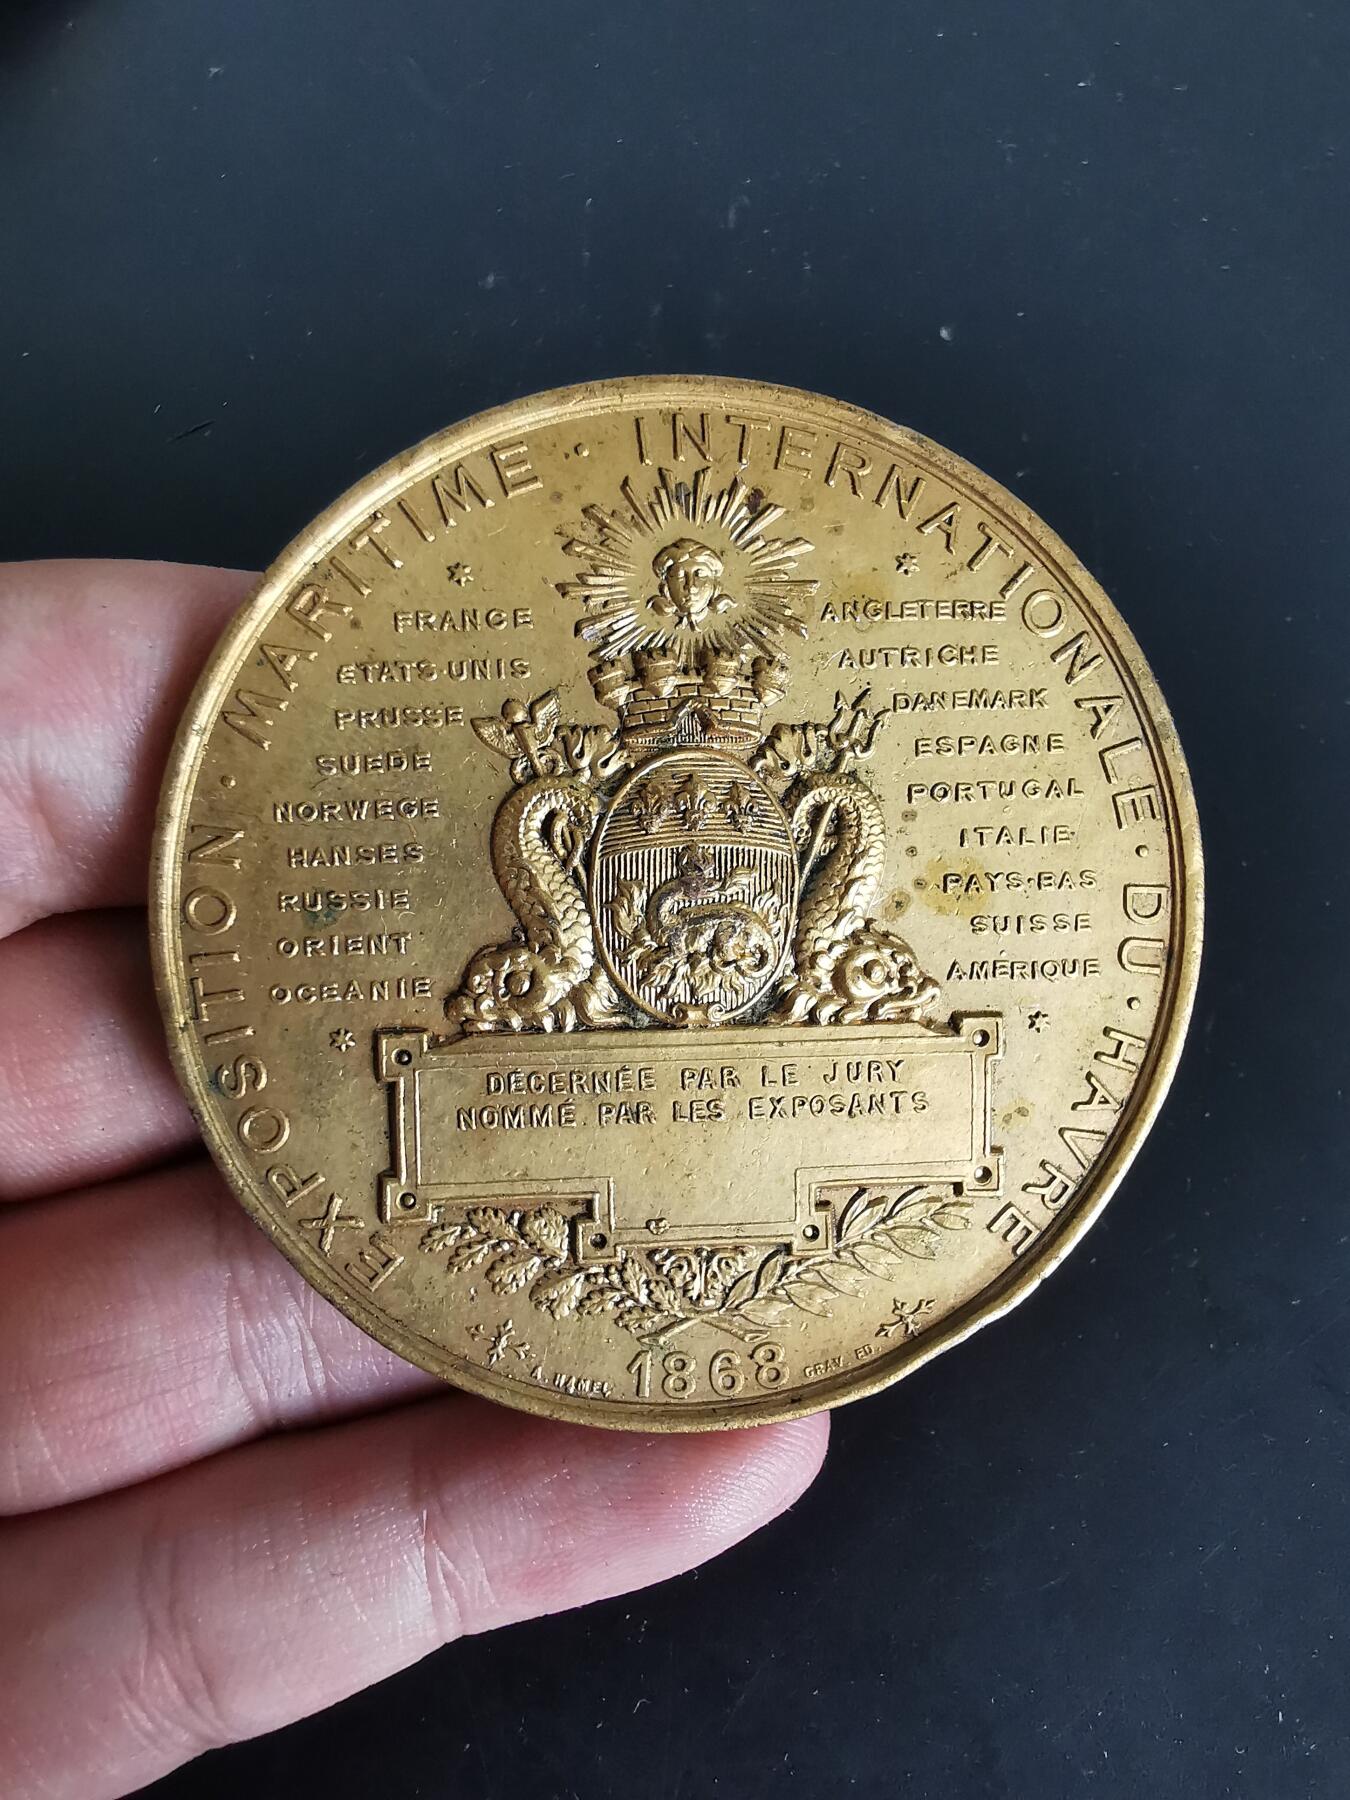 EXPOSITION · MARITIME · INTERNATIONALE · DU · HAVRE
FRANCE
ETATS-UNIS
PRUSSE
SUEDE
NORWEGE
HANSES
RUSSIE
ORIENT
OCEANIE
ANGLETERRE
AUTRICHE
DANEMARK
ESPAGNE
PORTUGAL
ITALIE
PAYS-BAS
SUISSE
AMÉRIQUE
DÉCERNÉE PAR LE JURY
NOMMÉ PAR LES EXPOSANTS
A. HAMEL 1868 GRAV. ED.